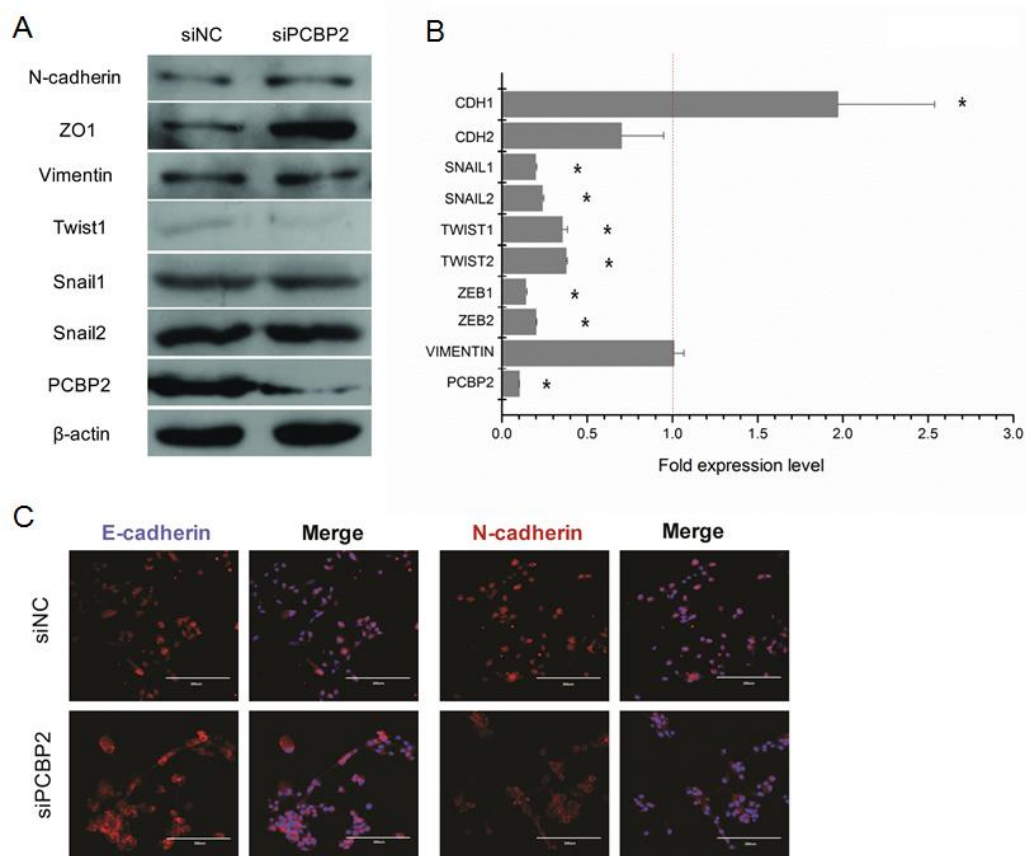 A
siNC siPCBP2
N-cadherin
ZO1
Vimentin
Twist1
Snail1
Snail2
PCBP2
β-actin
B
CDH1 *
CDH2
SNAIL1 *
SNAIL2 *
TWIST1 *
TWIST2 *
ZEB1 *
ZEB2 *
VIMENTIN
PCBP2 *
0.0 0.5 1.0 2.0 2.5 3.0
Fold expression level
C
E-cadherin Merge N-cadherin Merge
siNC
siPCBP2